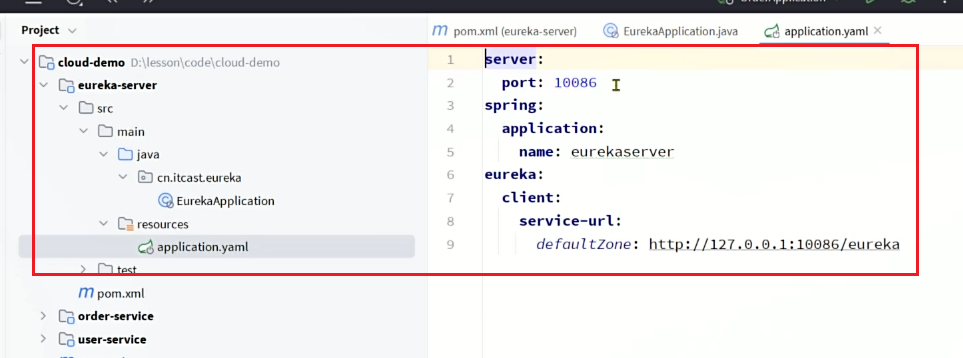 Project
pom.xml (eureka-server)
EurekaApplication.java
application.yaml
cloud-demo D:\lesson\code\cloud-demo
eureka-server
src
main
java
cn.itcast.eureka
EurekaApplication
resources
application.yaml
test
pom.xml
order-service
user-service
1 server:
2 port: 10086
3 spring:
4 application:
5 name: eurekaserver
6 eureka:
7 client:
8 service-url:
9 defaultZone: http://127.0.0.1:10086/eureka